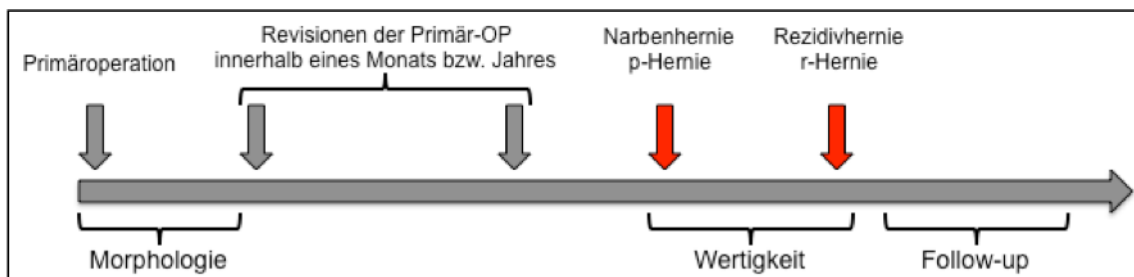 Primäroperation
Revisionen der Primär-OP
innerhalb eines Monats bzw. Jahres
Narbenhernie
p-Hernie
Rezidivhernie
r-Hernie
Morphologie
Wertigkeit
Follow-up